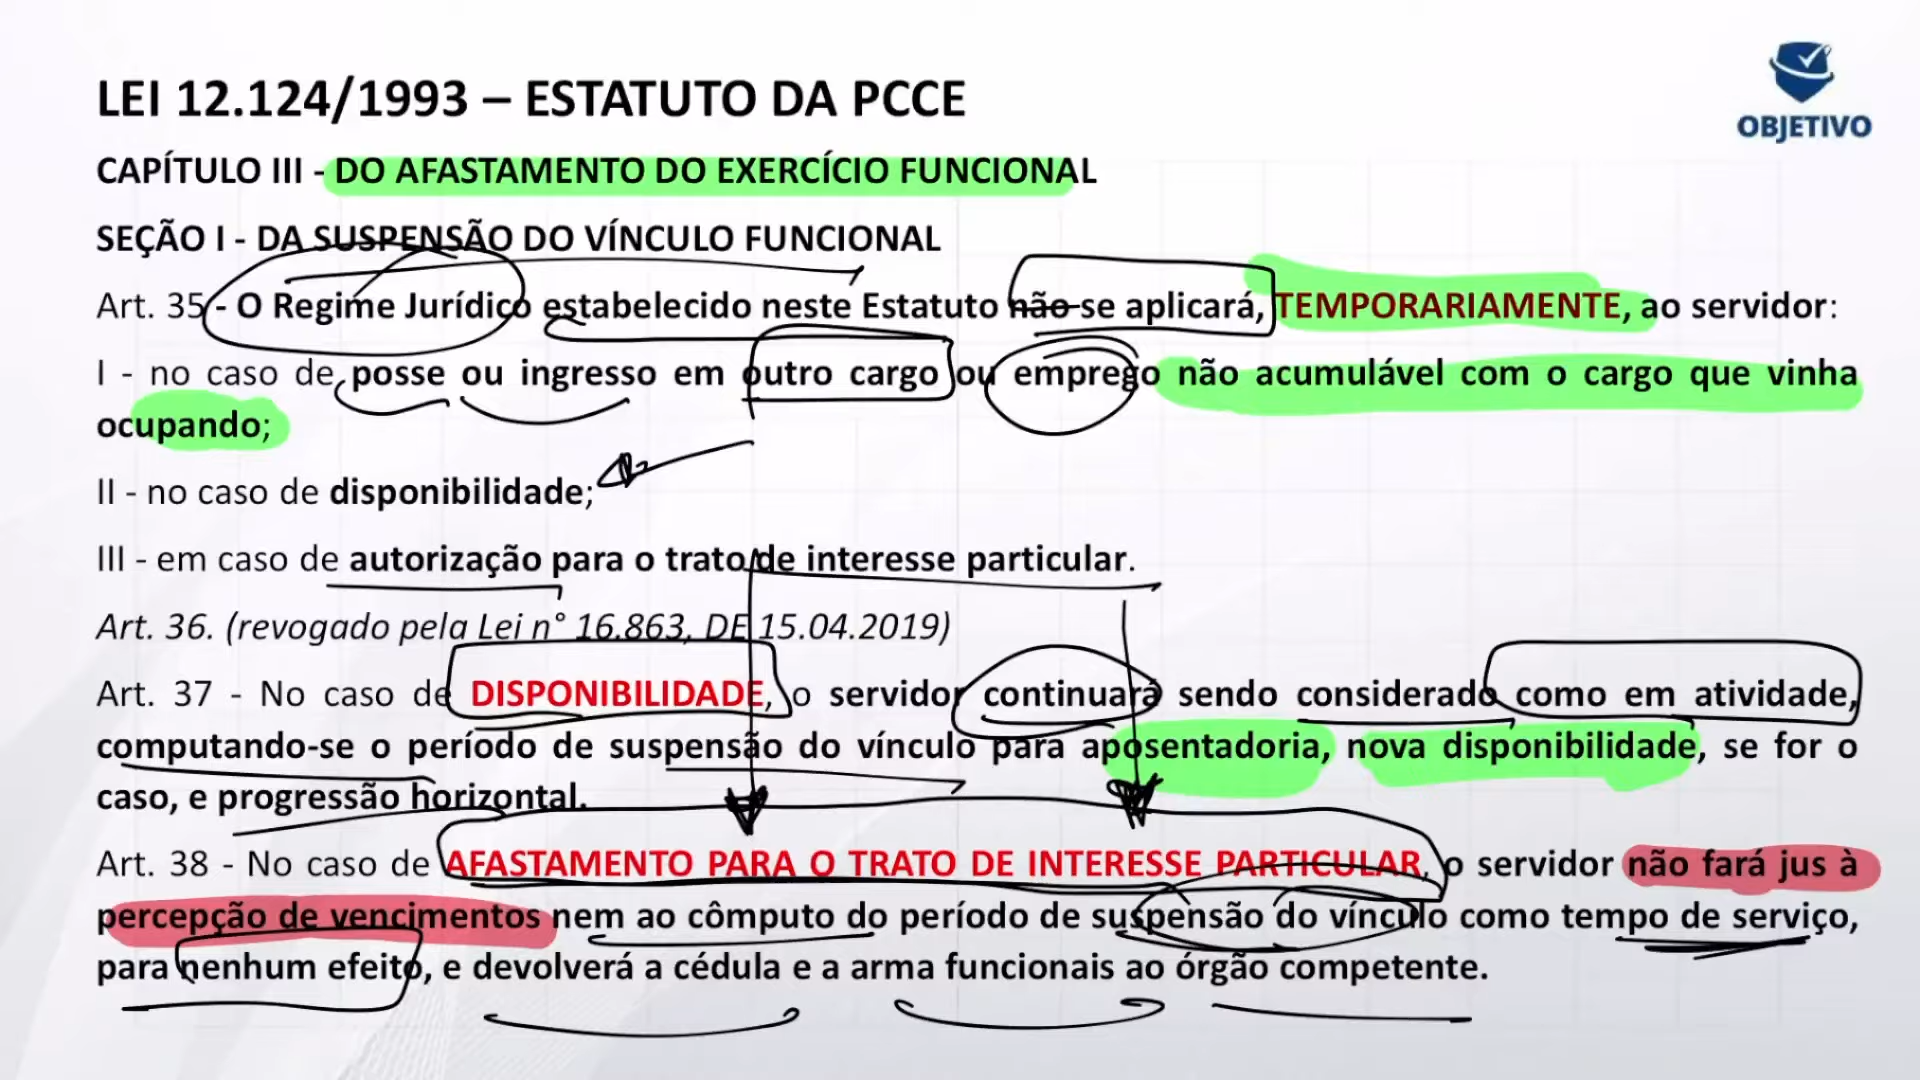 LEI 12.124/1993 – ESTATUTO DA PCCE
OBJETIVO
CAPÍTULO III - DO AFASTAMENTO DO EXERCÍCIO FUNCIONAL
SEÇÃO I - DA SUSPENSÃO DO VÍNCULO FUNCIONAL
Art. 35 - O Regime Jurídico estabelecido neste Estatuto não se aplicará, TEMPORARIAMENTE, ao servidor:
I - no caso de posse ou ingresso em outro cargo ou emprego não acumulável com o cargo que vinha
ocupando;
II - no caso de disponibilidade;
III - em caso de autorização para o trato de interesse particular.
Art. 36. (revogado pela Lei n° 16.863, DE 15.04.2019)
Art. 37 - No caso de DISPONIBILIDADE, o servidor continuará sendo considerado como em atividade,
computando-se o período de suspensão do vínculo para aposentadoria, nova disponibilidade, se for o
caso, e progressão horizontal.
Art. 38 - No caso de AFASTAMENTO PARA O TRATO DE INTERESSE PARTICULAR, o servidor não fará jus à
percepção de vencimentos nem ao cômputo do período de suspensão do vínculo como tempo de serviço,
para nenhum efeito, e devolverá a cédula e a arma funcionais ao órgão competente.